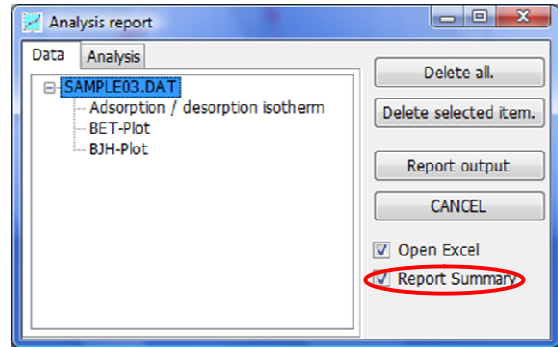 Analysis report
Data Analysis
SAMPLE03.DAT
Adsorption / desorption isotherm
BET-Plot
BJH-Plot
Delete all.
Delete selected item.
Report output
CANCEL
Open Excel
Report Summary